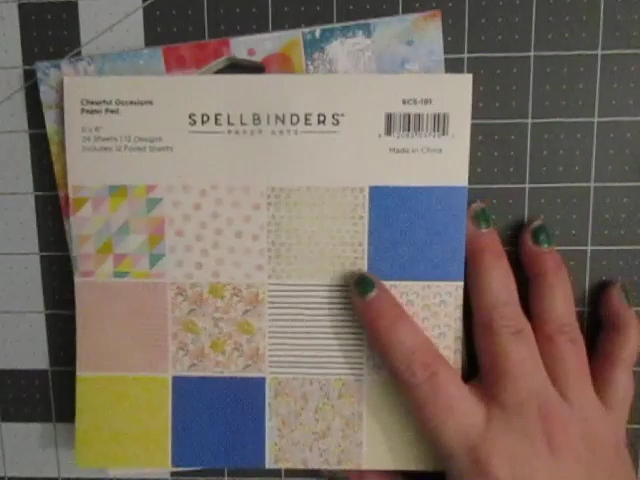 Cheerful Occasions
Paper Pad
6" x 6"
24 Sheets | 12 Designs
Includes 12 Foiled Sheets
SPELLBINDERS™
PAPER ARTS
SCS-191
Made in China